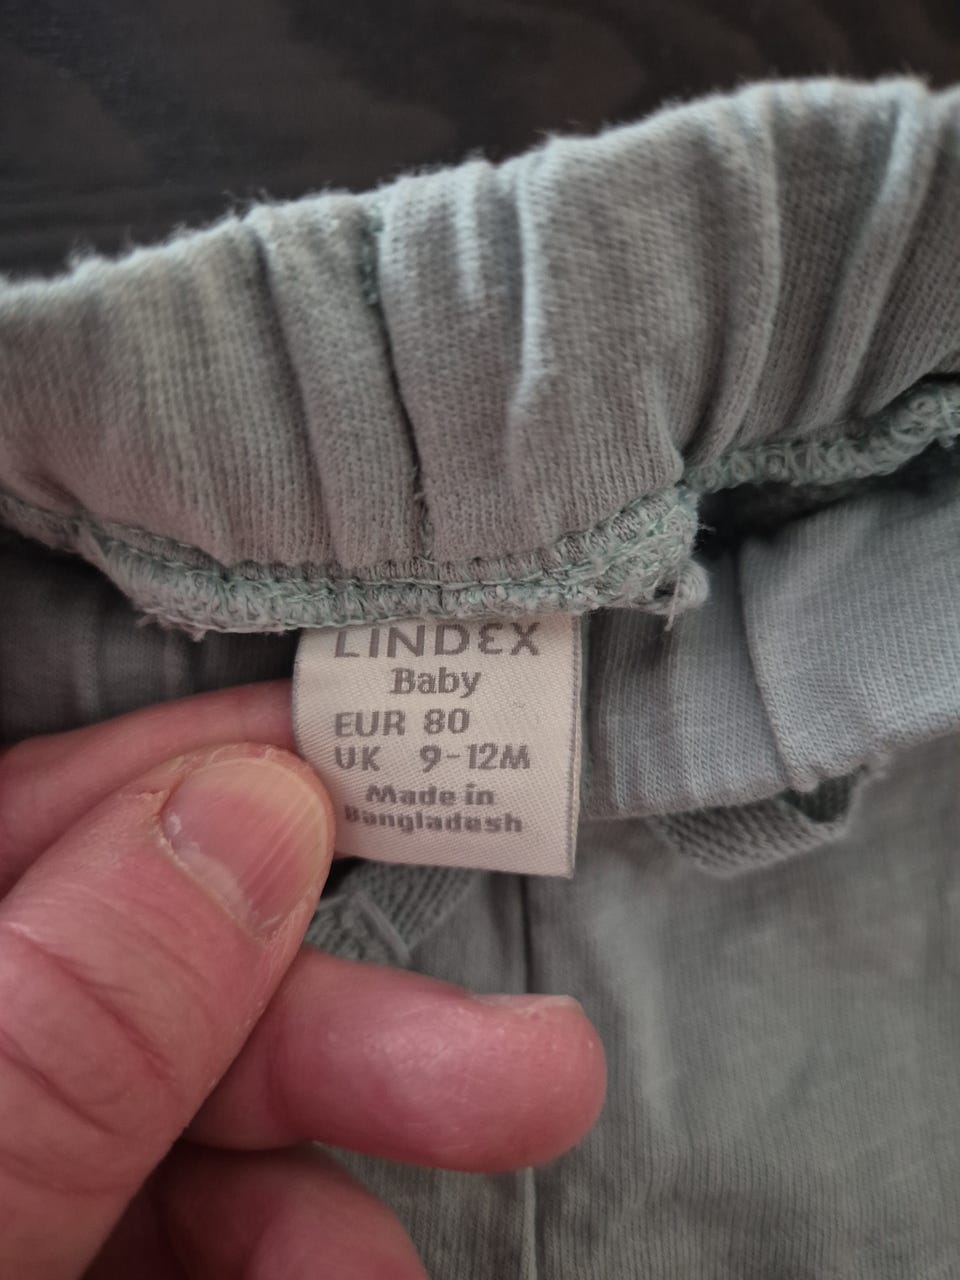 LINDEX
Baby
EUR 80
UK 9-12M
Made in
Bangladesh